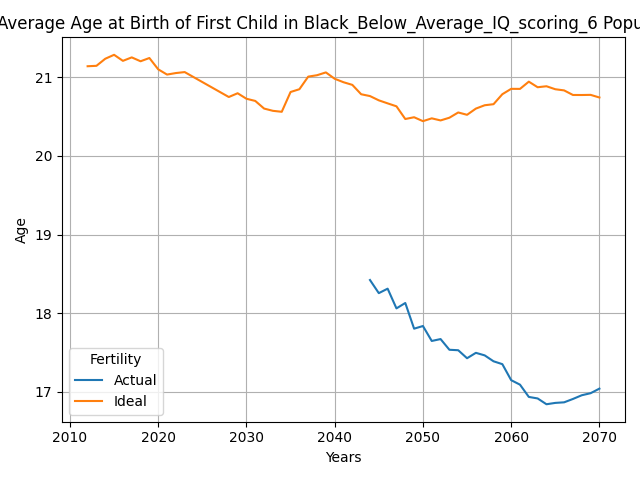 Average Age at Birth of First Child in Black_Below_Average_IQ_scoring_6 Popu
Age
21
20
19
18
17
Fertility
Actual
Ideal
2010 2020 2030 2040 2050 2060 2070
Years